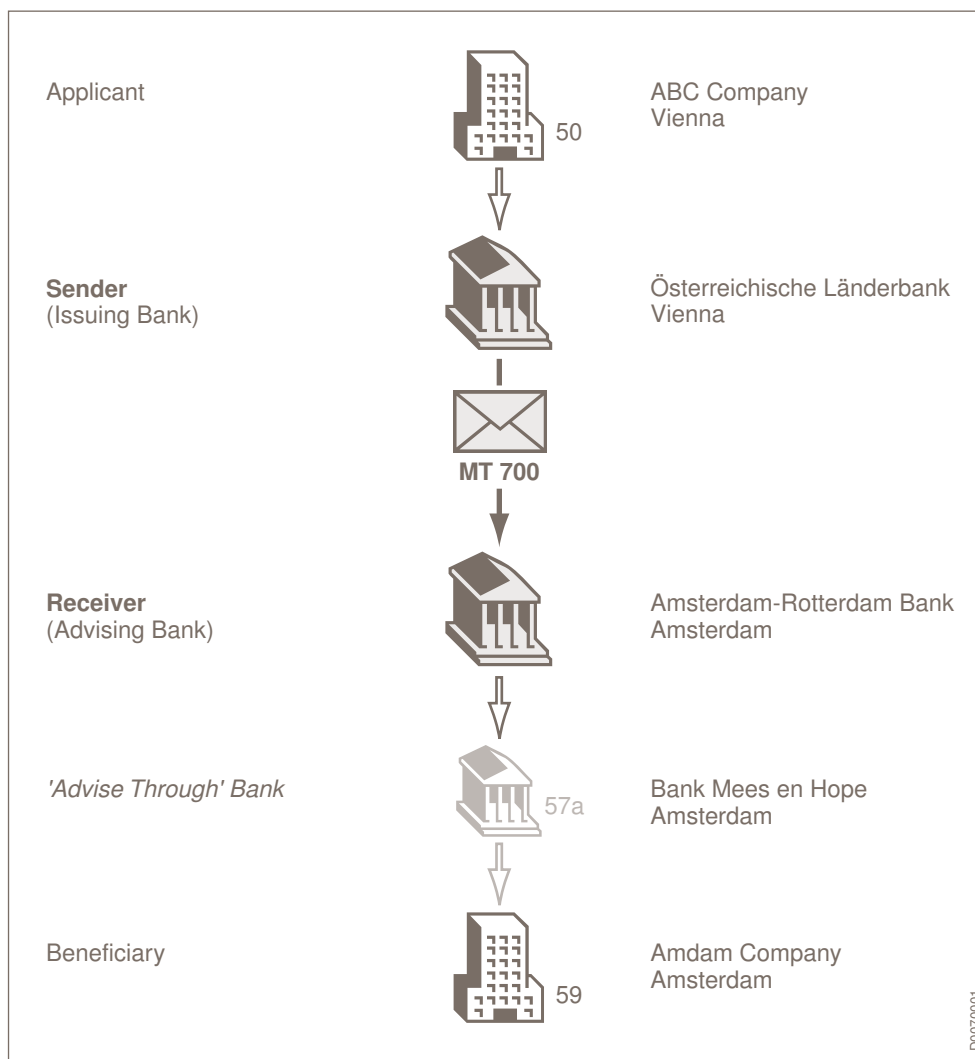 Applicant
50
ABC Company
Vienna
Sender
(Issuing Bank)
Österreichische Länderbank
Vienna
MT 700
Receiver
(Advising Bank)
Amsterdam-Rotterdam Bank
Amsterdam
'Advise Through' Bank
57a
Bank Mees en Hope
Amsterdam
Beneficiary
59
Amdam Company
Amsterdam